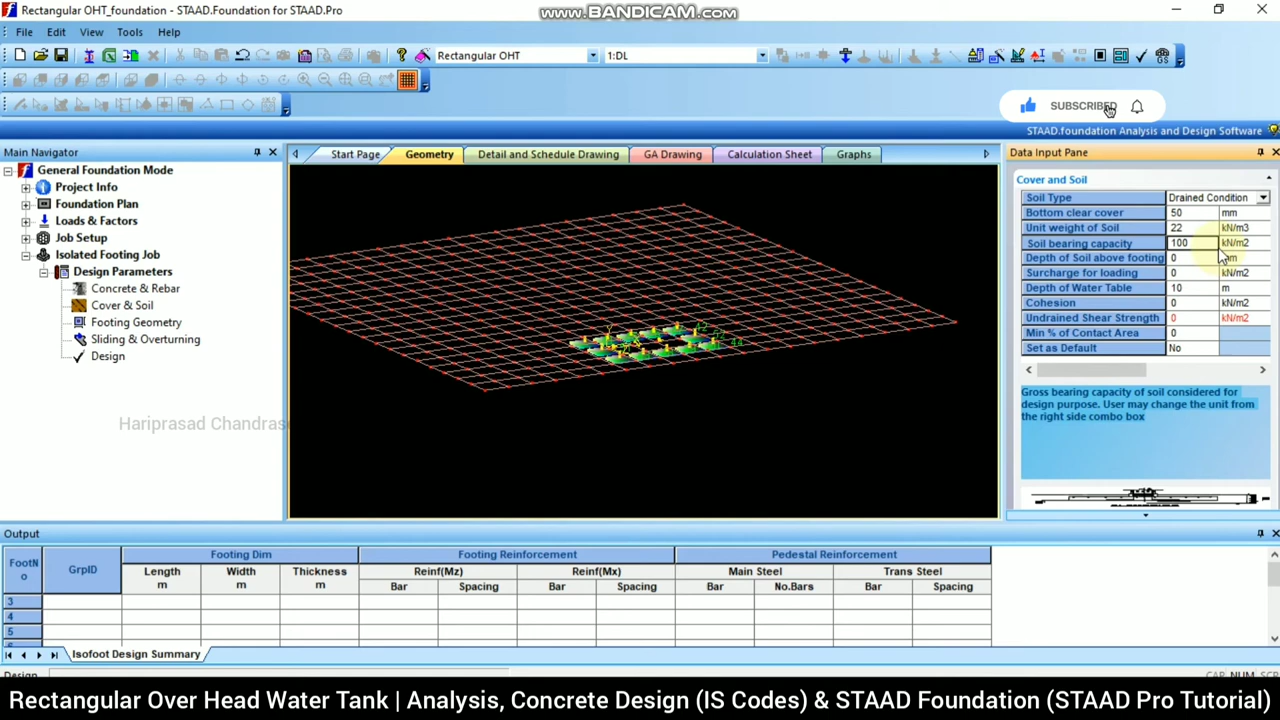 Rectangular OHT_foundation - STAAD.Foundation for STAAD.Pro
www.BANDICAM.com
File Edit View Tools Help
Rectangular OHT 1:DL
SUBSCRIBED
STAAD.foundation Analysis and Design Software
Main Navigator
Start Page Geometry Detail and Schedule Drawing GA Drawing Calculation Sheet Graphs
Data Input Pane
General Foundation Mode
Project Info
Foundation Plan
Loads & Factors
Job Setup
Isolated Footing Job
Design Parameters
Concrete & Rebar
Cover & Soil
Footing Geometry
Sliding & Overturning
Design
Hariprasad Chandras
44
Cover and Soil
Soil Type Drained Condition
Bottom clear cover 50 mm
Unit weight of Soil 22 kN/m3
Soil bearing capacity 100 kN/m2
Depth of Soil above footing 0
Surcharge for loading 0 kN/m2
Depth of Water Table 10 m
Cohesion 0 kN/m2
Undrained Shear Strength 0 kN/m2
Min % of Contact Area 0
Set as Default No
Gross bearing capacity of soil considered for
design purpose. User may change the unit from
the right side combo box
Output
FootN
o
GrpID
Footing Dim Footing Reinforcement Pedestal Reinforcement
Length
m
Width
m
Thickness
m
Reinf(Mz) Reinf(Mx) Main Steel Trans Steel
Bar Spacing Bar Spacing Bar No.Bars Bar Spacing
3
4
5
Isofoot Design Summary
Design
CAP NUM SCR
Rectangular Over Head Water Tank | Analysis, Concrete Design (IS Codes) & STAAD Foundation (STAAD Pro Tutorial)